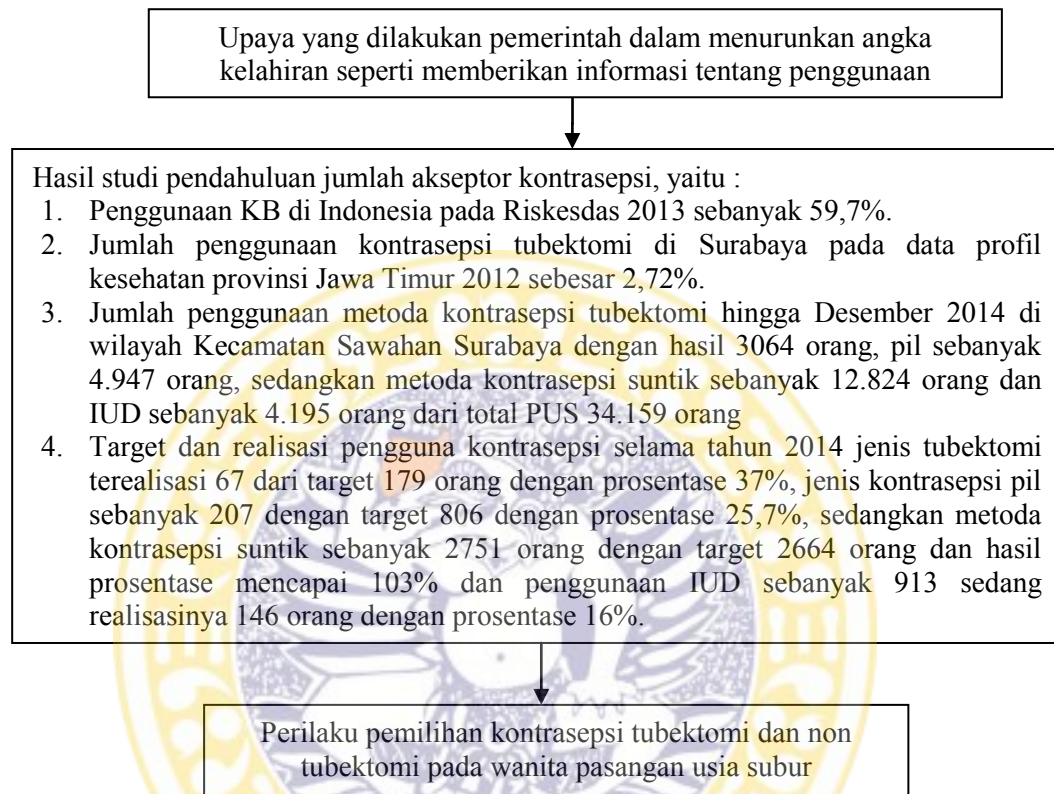 Upaya yang dilakukan pemerintah dalam menurunkan angka
kelahiran seperti memberikan informasi tentang penggunaan
Hasil studi pendahuluan jumlah akseptor kontrasepsi, yaitu :
1. Penggunaan KB di Indonesia pada Riskesdas 2013 sebanyak 59,7%.
2. Jumlah penggunaan kontrasepsi tubektomi di Surabaya pada data profil
kesehatan provinsi Jawa Timur 2012 sebesar 2,72%.
3. Jumlah penggunaan metoda kontrasepsi tubektomi hingga Desember 2014 di
wilayah Kecamatan Sawahan Surabaya dengan hasil 3064 orang, pil sebanyak
4.947 orang, sedangkan metoda kontrasepsi suntik sebanyak 12.824 orang dan
IUD sebanyak 4.195 orang dari total PUS 34.159 orang
4. Target dan realisasi pengguna kontrasepsi selama tahun 2014 jenis tubektomi
terealisasi 67 dari target 179 orang dengan prosentase 37%, jenis kontrasepsi pil
sebanyak 207 dengan target 806 dengan prosentase 25,7%, sedangkan metoda
kontrasepsi suntik sebanyak 2751 orang dengan target 2664 orang dan hasil
prosentase mencapai 103% dan penggunaan IUD sebanyak 913 sedang
realisasinya 146 orang dengan prosentase 16%.
Perilaku pemilihan kontrasepsi tubektomi dan non
tubektomi pada wanita pasangan usia subur